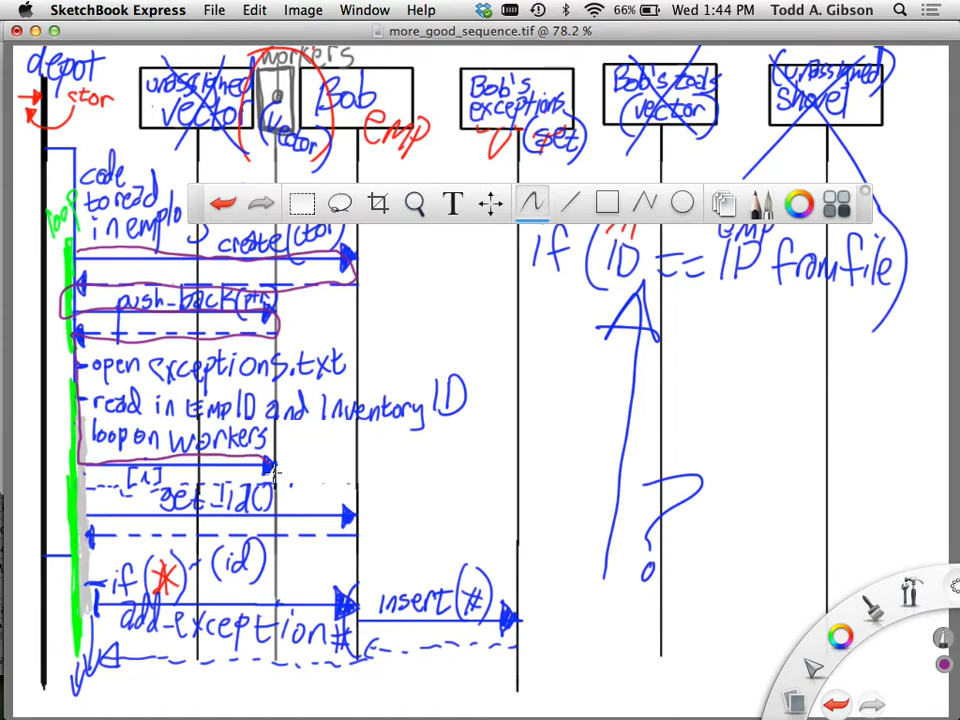 SketchBook Express File Edit Image Window Help 66% Wed 1:44 PM Todd A. Gibson
more_good_sequence.tif @ 78.2 %
depot
ctor
unassigned
vector
workers
(vector)
Bob
emp
Bob's
exceptions
(set)
Bob's tools
(vector)
(unassigned)
shovel
loop
code
to read
in emplo
create(ctor)
push_back(ptr)
T
emp
if (ID == ID from file)
- open exceptions.txt
- read in EmpID and Inventory ID
loop on workers
[i]
get_id()
(id)
?
- if (*)
add_exception #
insert(#)